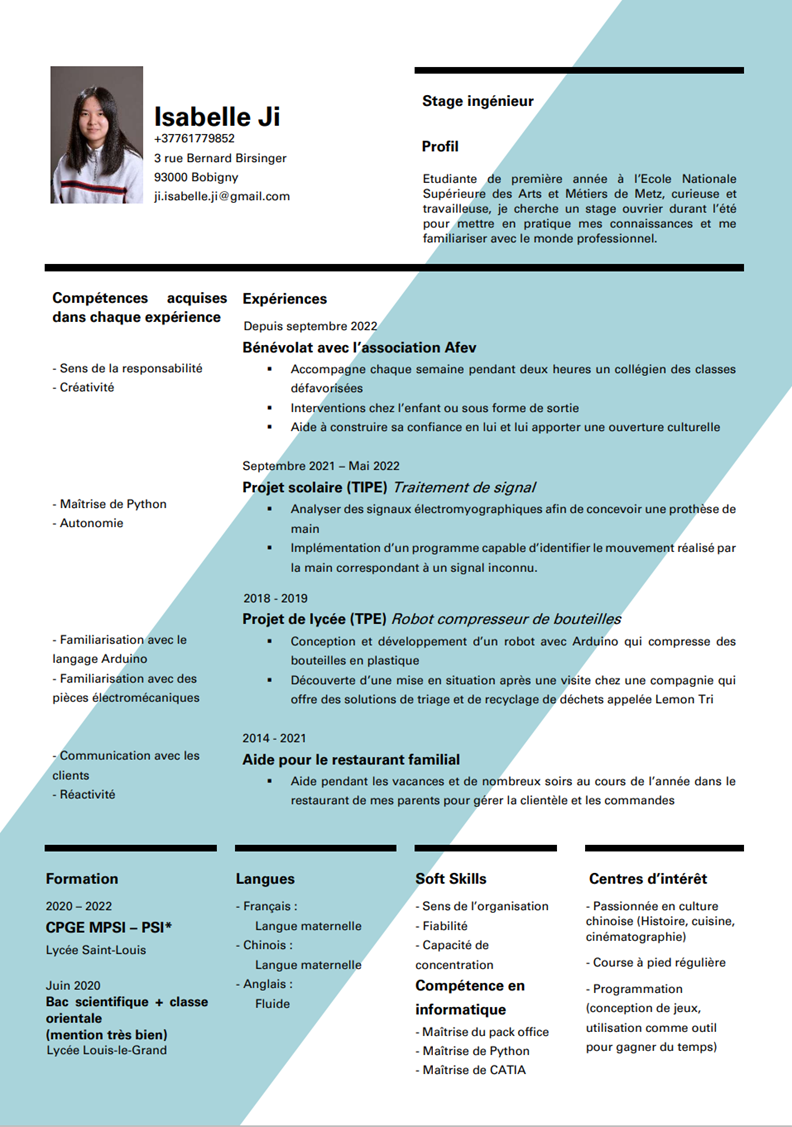 Isabelle Ji
+37761779852
3 rue Bernard Birsinger
93000 Bobigny
ji.isabelle.ji@gmail.com
Stage ingénieur
Profil
Etudiante de première année à l’Ecole Nationale
Supérieure des Arts et Métiers de Metz, curieuse et
travailleuse, je cherche un stage ouvrier durant l’été
pour mettre en pratique mes connaissances et me
familiariser avec le monde professionnel.
Compétences acquises
dans chaque expérience
- Sens de la responsabilité
- Créativité
- Maîtrise de Python
- Autonomie
- Familiarisation avec le
langage Arduino
- Familiarisation avec des
pièces électromécaniques
- Communication avec les
clients
- Réactivité
Expériences
Depuis septembre 2022
Bénévolat avec l’association Afev
▪ Accompagne chaque semaine pendant deux heures un collégien des classes
défavorisées
▪ Interventions chez l’enfant ou sous forme de sortie
▪ Aide à construire sa confiance en lui et lui apporter une ouverture culturelle
Septembre 2021 – Mai 2022
Projet scolaire (TIPE) Traitement de signal
▪ Analyser des signaux électromyographiques afin de concevoir une prothèse de
main
▪ Implémentation d’un programme capable d’identifier le mouvement réalisé par
la main correspondant à un signal inconnu.
2018 - 2019
Projet de lycée (TPE) Robot compresseur de bouteilles
▪ Conception et développement d’un robot avec Arduino qui compresse des
bouteilles en plastique
▪ Découverte d’une mise en situation après une visite chez une compagnie qui
offre des solutions de triage et de recyclage de déchets appelée Lemon Tri
2014 - 2021
Aide pour le restaurant familial
▪ Aide pendant les vacances et de nombreux soirs au cours de l’année dans le
restaurant de mes parents pour gérer la clientèle et les commandes
Formation
2020 – 2022
CPGE MPSI – PSI*
Lycée Saint-Louis
Juin 2020
Bac scientifique + classe
orientale
(mention très bien)
Lycée Louis-le-Grand
Langues
- Français :
Langue maternelle
- Chinois :
Langue maternelle
- Anglais :
Fluide
Soft Skills
- Sens de l’organisation
- Fiabilité
- Capacité de
concentration
Compétence en
informatique
- Maîtrise du pack office
- Maîtrise de Python
- Maîtrise de CATIA
Centres d’intérêt
- Passionnée en culture
chinoise (Histoire, cuisine,
cinématographie)
- Course à pied régulière
- Programmation
(conception de jeux,
utilisation comme outil
pour gagner du temps)